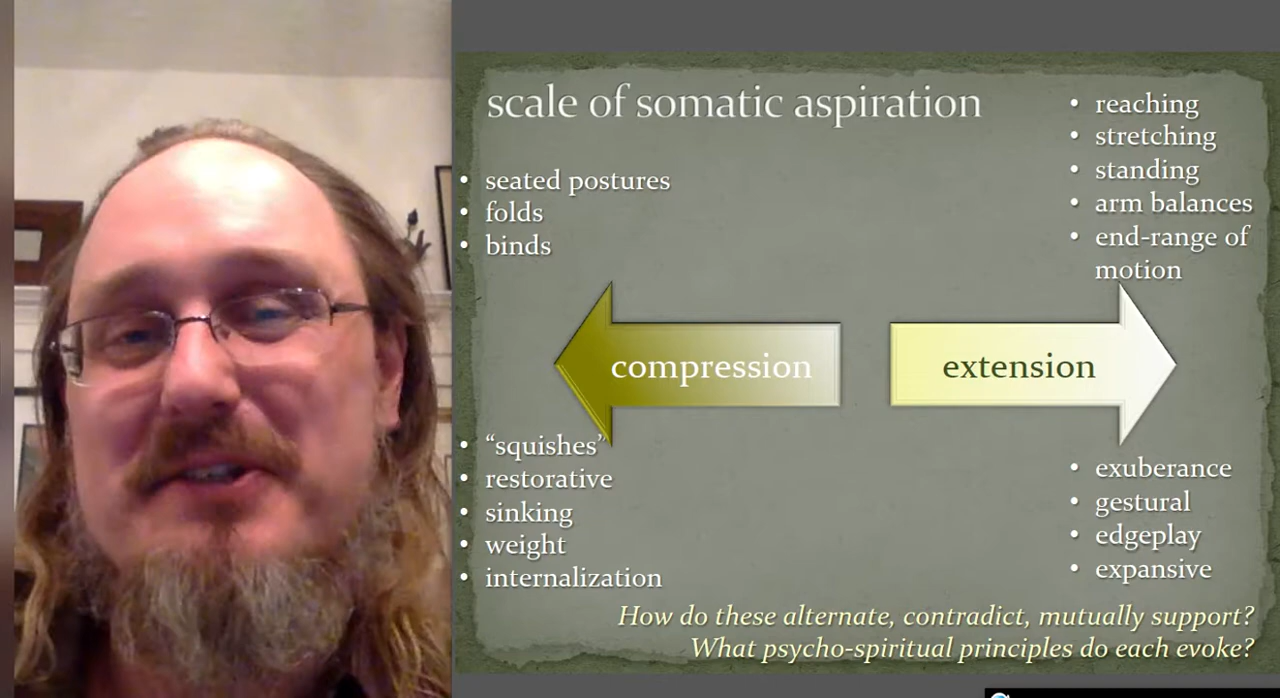 scale of somatic aspiration
• seated postures
• folds
• binds
• reaching
• stretching
• standing
• arm balances
• end-range of
motion
compression
extension
• “squishes”
• restorative
• sinking
• weight
• internalization
• exuberance
• gestural
• edgeplay
• expansive
How do these alternate, contradict, mutually support?
What psycho-spiritual principles do each evoke?